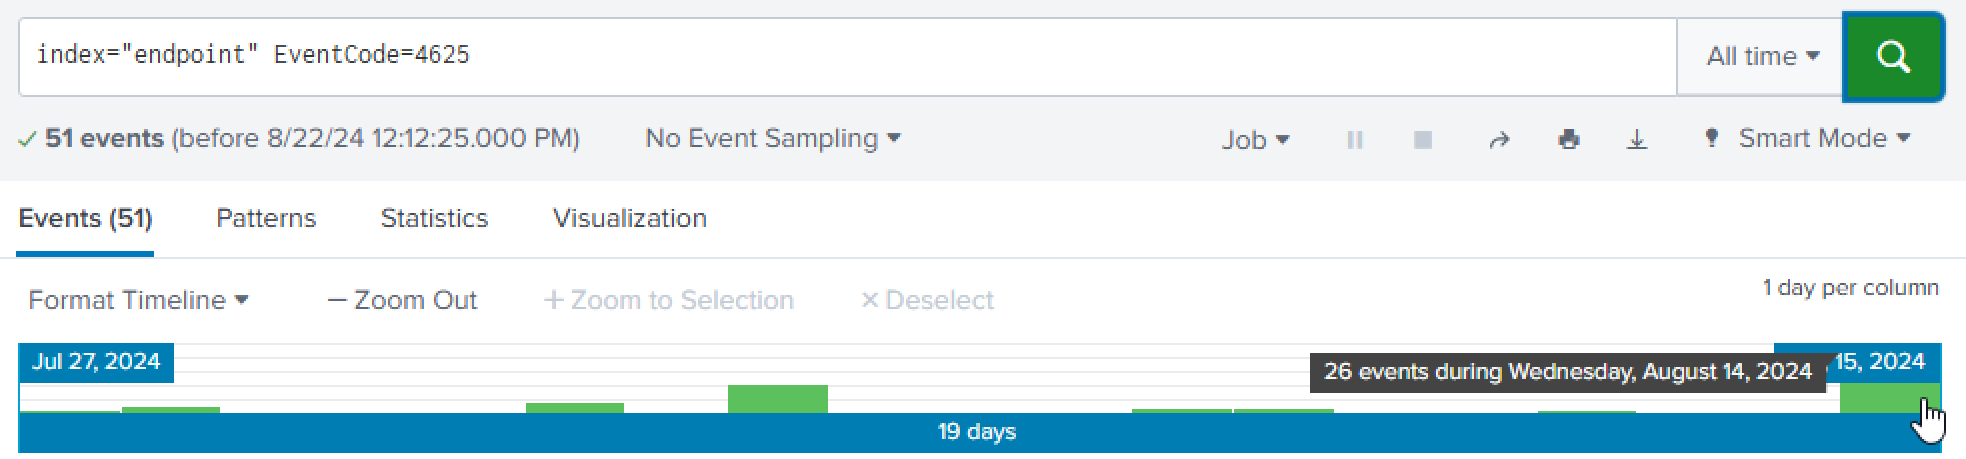 index="endpoint" EventCode=4625
All time
51 events (before 8/22/24 12:12:25.000 PM)
No Event Sampling
Job
Smart Mode
Events (51)
Patterns
Statistics
Visualization
Format Timeline
— Zoom Out
+ Zoom to Selection
× Deselect
1 day per column
Jul 27, 2024
26 events during Wednesday, August 14, 2024
15, 2024
19 days